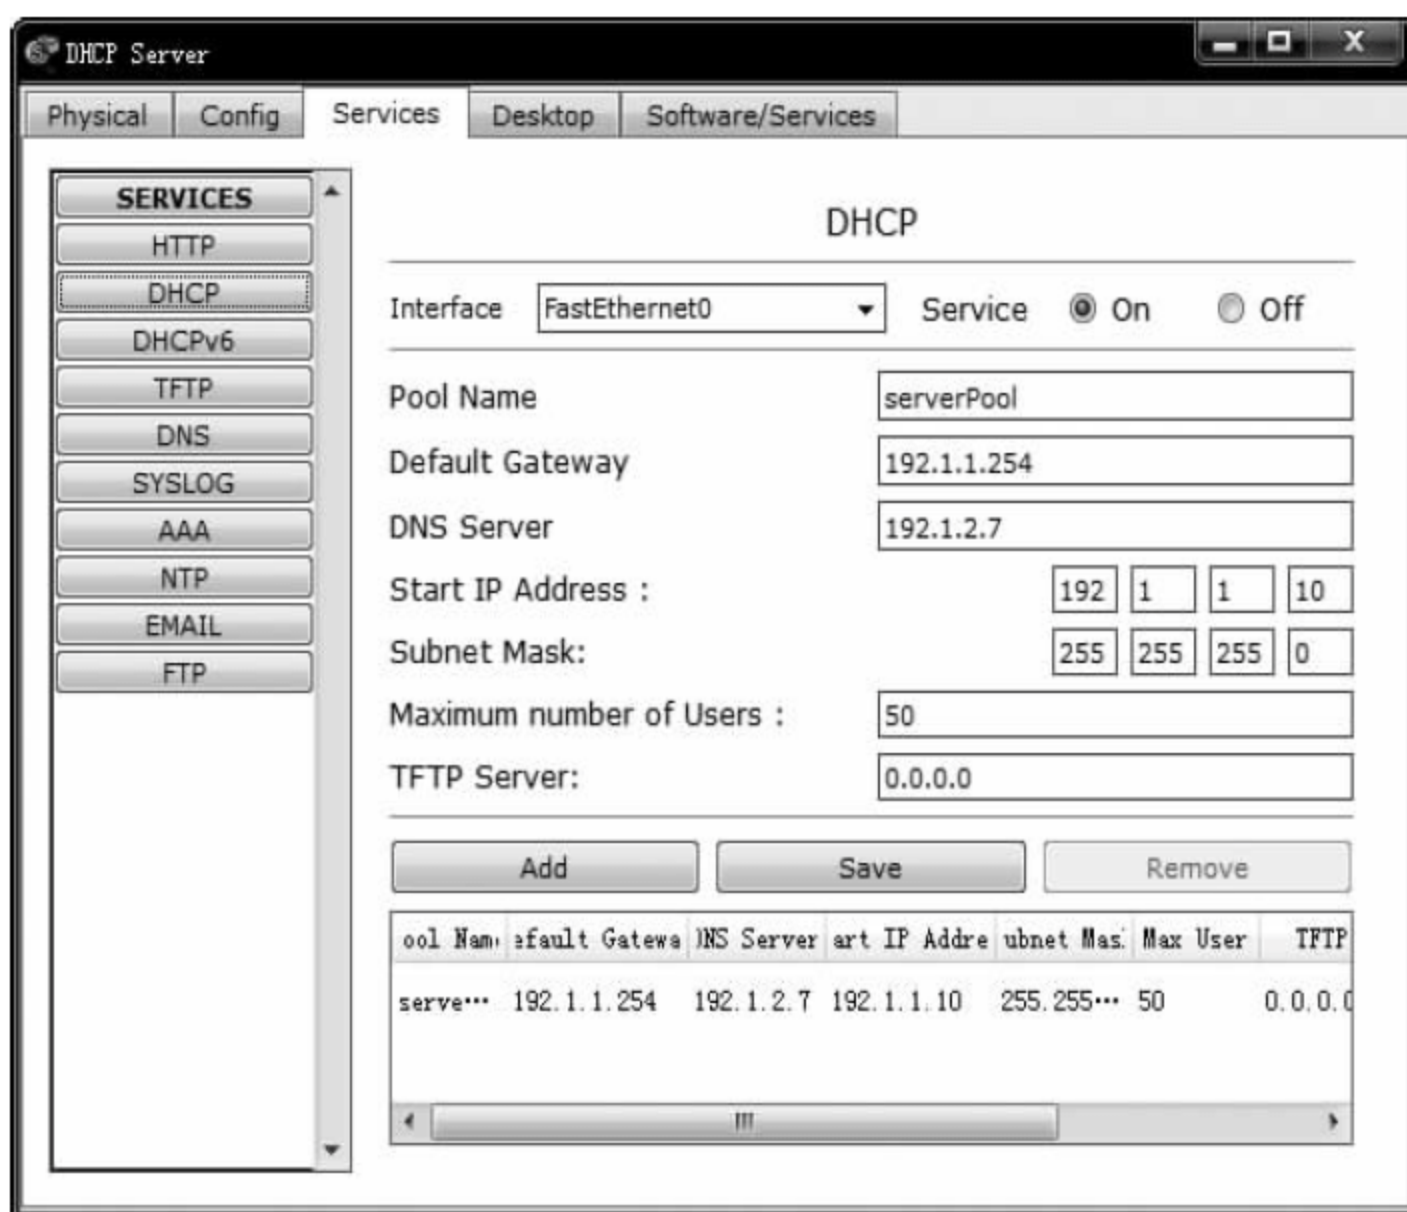 DHCP Server
Physical Config Services Desktop Software/Services
SERVICES
HTTP
DHCP
DHCPv6
TFTP
DNS
SYSLOG
AAA
NTP
EMAIL
FTP
DHCP
Interface FastEthernet0 Service On Off
Pool Name serverPool
Default Gateway 192.1.1.254
DNS Server 192.1.2.7
Start IP Address : 192 1 1 10
Subnet Mask: 255 255 255 0
Maximum number of Users : 50
TFTP Server: 0.0.0.0
Add Save Remove
ool Nam efault Gatewa NS Server art IP Addre ubnet Mas Max User TFTP
serve… 192.1.1.254 192.1.2.7 192.1.1.10 255.255… 50 0.0.0.0